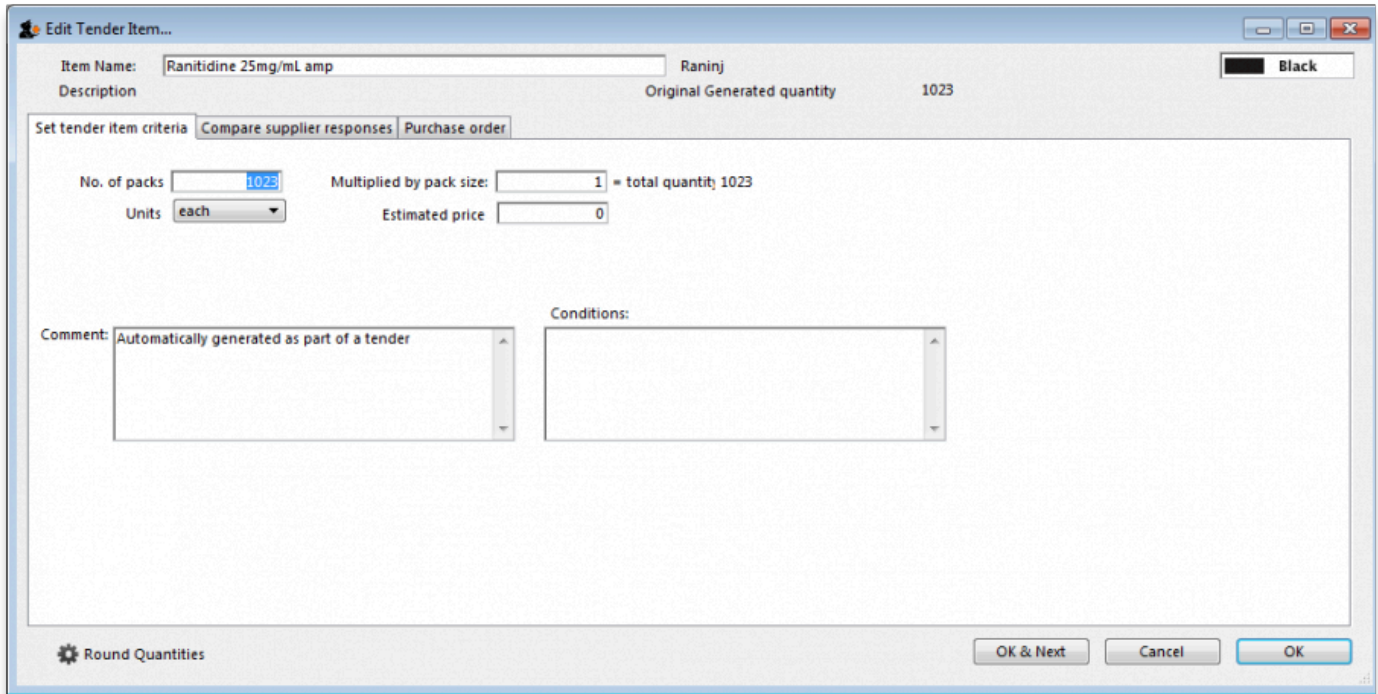 Edit Tender Item...
Item Name: Ranitidine 25mg/mL amp Raninj Black
Description Original Generated quantity 1023
Set tender item criteria Compare supplier responses Purchase order
No. of packs 1023 Multiplied by pack size: 1 = total quantity 1023
Units each Estimated price 0
Conditions:
Comment: Automatically generated as part of a tender
Round Quantities OK & Next Cancel OK